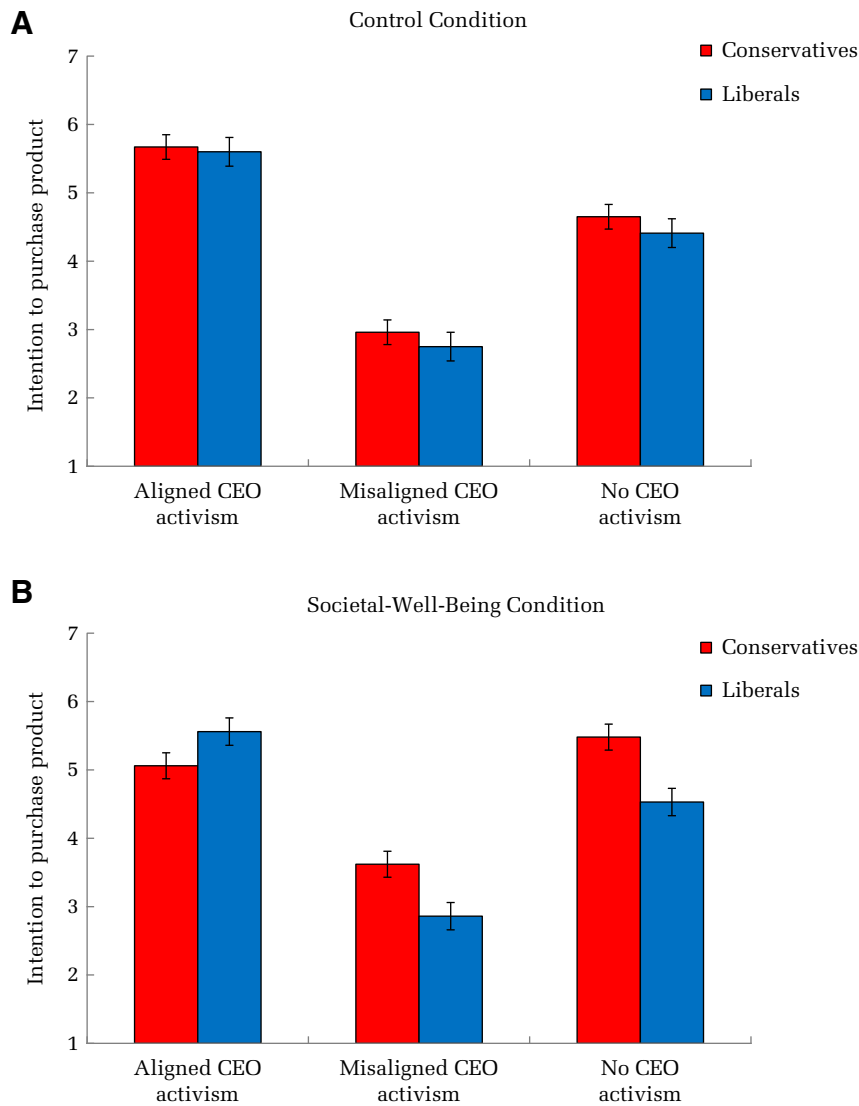 A
Control Condition
Conservatives
Liberals
Intention to purchase product
7
6
5
4
3
2
1
Aligned CEO
activism
Misaligned CEO
activism
No CEO
activism
B
Societal-Well-Being Condition
Conservatives
Liberals
Intention to purchase product
7
6
5
4
3
2
1
Aligned CEO
activism
Misaligned CEO
activism
No CEO
activism